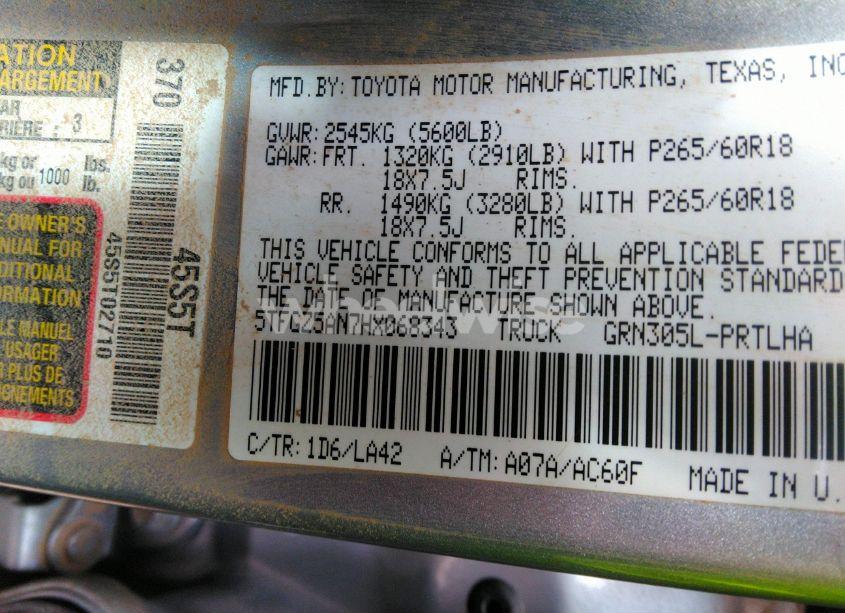 ATION
ARGEMENT
AR
RIÈRE : 3
kg or lbs.
kg ou 1000 lb.
E OWNER'S
NUAL FOR
DITIONAL
ORMATION
LE MANUEL
USAGER
R PLUS DE
IGNEMENTS
370
45S5T
45S5T02710
MFD.BY:TOYOTA MOTOR MANUFACTURING, TEXAS, INC
GVWR:2545KG (5600LB)
GAWR:FRT. 1320KG (2910LB) WITH P265/60R18
18X7.5J RIMS.
RR. 1490KG (3280LB) WITH P265/60R18
18X7.5J RIMS.
THIS VEHICLE CONFORMS TO ALL APPLICABLE FEDE
VEHICLE SAFETY AND THEFT PREVENTION STANDARD
THE DATE OF MANUFACTURE SHOWN ABOVE.
5TFGZ5AN7HX068343 TRUCK GRN305L-PRTLHA
C/TR: 1D6/LA42 A/TM: A07A/AC60F MADE IN U.